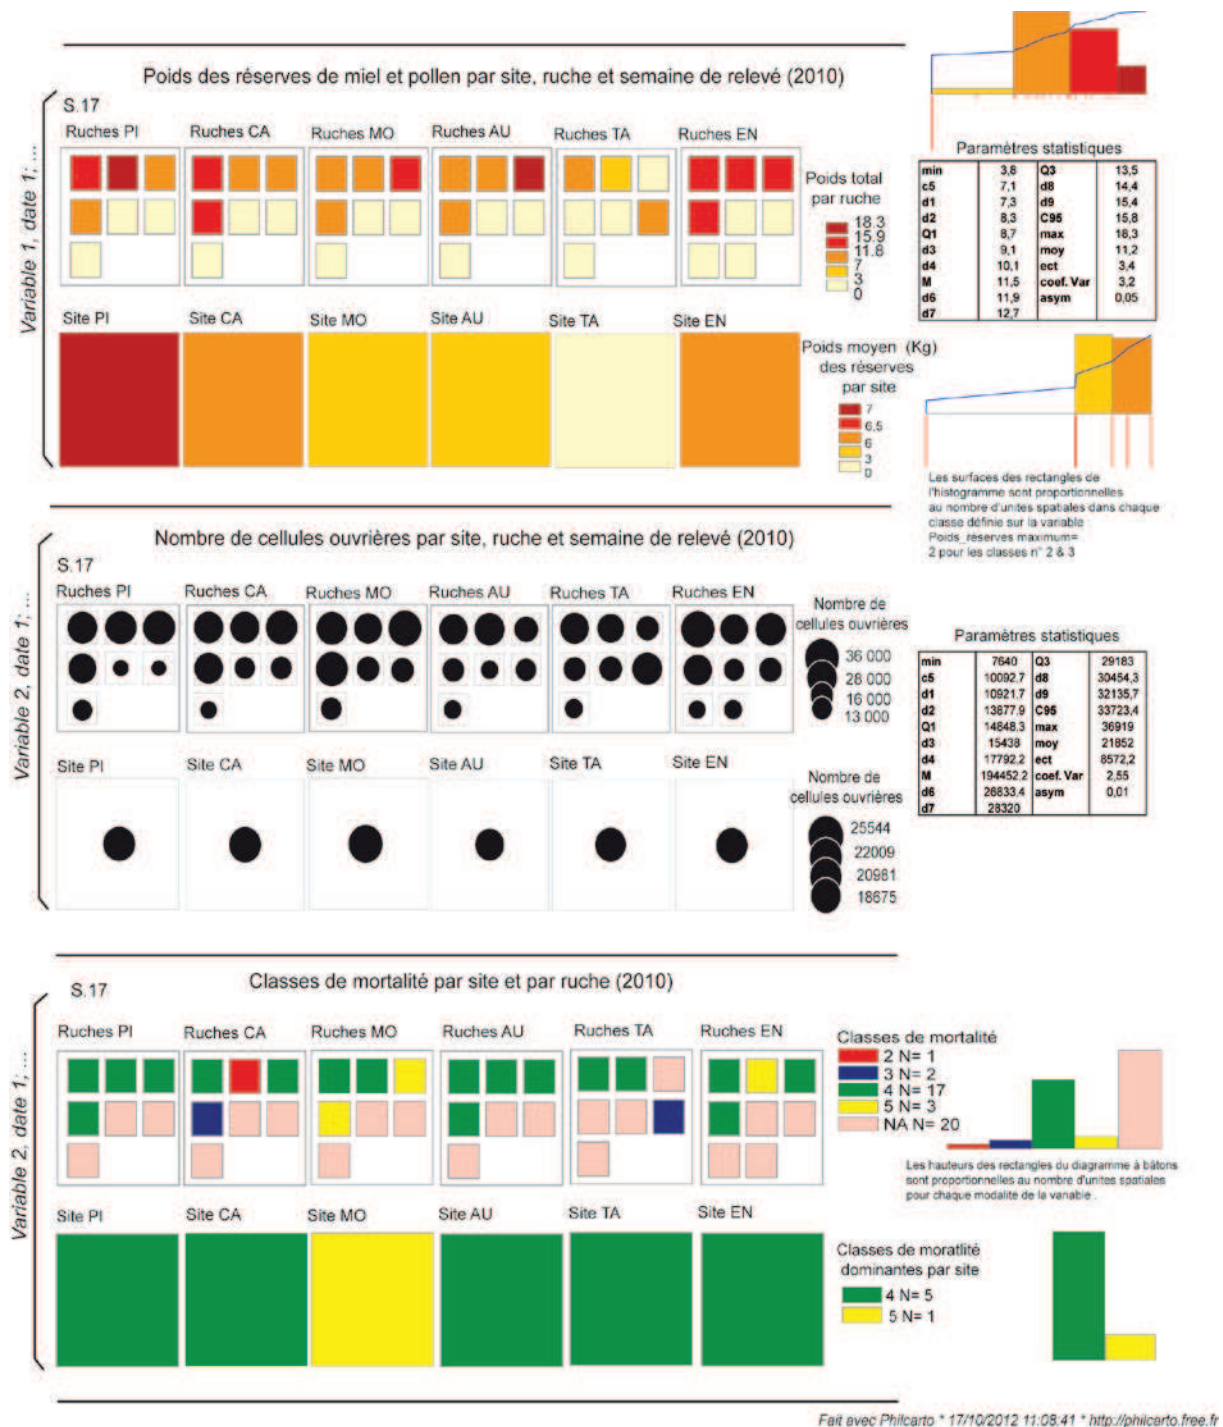 Poids des réserves de miel et pollen par site, ruche et semaine de relevé (2010)
Variable 1, date 1; ...
S.17
Ruches PI
Ruches CA
Ruches MO
Ruches AU
Ruches TA
Ruches EN
Poids total
par ruche
18.3
15.9
11.8
7
3
0
Site PI
Site CA
Site MO
Site AU
Site TA
Site EN
Poids moyen (Kg)
des réserves
par site
7
6.5
6
3
0
Paramètres statistiques
min 3,8 Q3 13,5
c5 7,1 d8 14,4
d1 7,3 d9 15,4
d2 8,3 C95 15,8
Q1 8,7 max 18,3
d3 9,1 moy 11,2
d4 10,1 ect 3,4
M 11,5 coef. Var 3,2
d6 11,9 asym 0,05
d7 12,7
Les surfaces des rectangles de
l'histogramme sont proportionnelles
au nombre d'unites spatiales dans chaque
classe définie sur la variable :
Poids_réserves maximum=
2 pour les classes n° 2 & 3
Nombre de cellules ouvrières par site, ruche et semaine de relevé (2010)
Variable 2, date 1; ...
S.17
Ruches PI
Ruches CA
Ruches MO
Ruches AU
Ruches TA
Ruches EN
Nombre de
cellules ouvrières
36 000
28 000
16 000
13 000
Site PI
Site CA
Site MO
Site AU
Site TA
Site EN
Nombre de
cellules ouvrières
25544
22009
20981
18675
Paramètres statistiques
min 7640 Q3 29183
c5 10092,7 d8 30454,3
d1 10921,7 d9 32135,7
d2 13877,9 C95 33723,4
Q1 14848,3 max 36919
d3 15438 moy 21852
d4 17792,2 ect 8572,2
M 194452,2 coef. Var 2,55
d6 26833,4 asym 0,01
d7 28320
Classes de mortalité par site et par ruche (2010)
Variable 2, date 1; ...
S.17
Ruches PI
Ruches CA
Ruches MO
Ruches AU
Ruches TA
Ruches EN
Classes de mortalité
2 N= 1
3 N= 2
4 N= 17
5 N= 3
NA N= 20
Les hauteurs des rectangles du diagramme à bâtons
sont proportionnelles au nombre d'unites spatiales
pour chaque modalité de la variable .
Site PI
Site CA
Site MO
Site AU
Site TA
Site EN
Classes de moratlité
dominantes par site
4 N= 5
5 N= 1
Fait avec Philcarto * 17/10/2012 11:08:41 * http://philcarto.free.fr